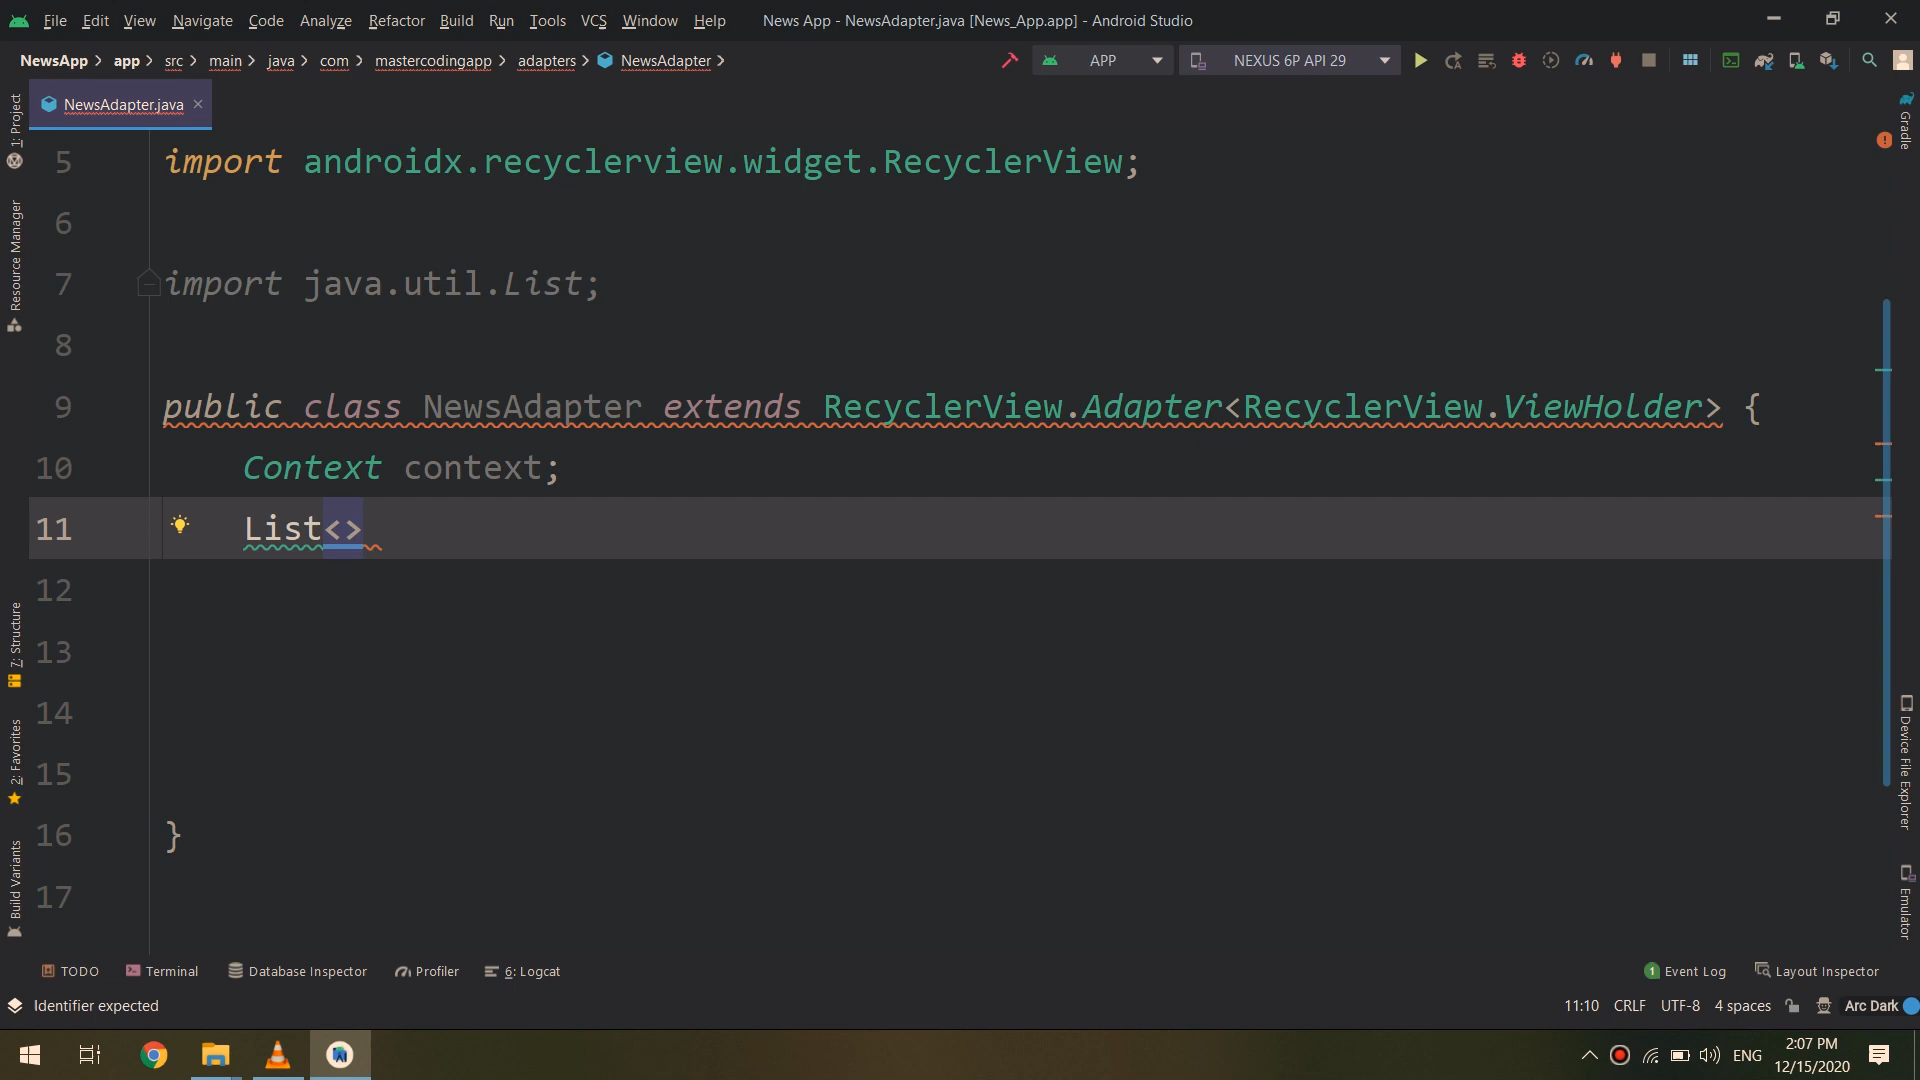 File Edit View Navigate Code Analyze Refactor Build Run Tools VCS Window Help News App - NewsAdapter.java [News_App.app] - Android Studio
NewsApp app src main java com mastercodingapp adapters NewsAdapter APP NEXUS 6P API 29
NewsAdapter.java
1: Project
Resource Manager
7: Structure
2: Favorites
Build Variants
5 import androidx.recyclerview.widget.RecyclerView;
6
7 import java.util.List;
8
9 public class NewsAdapter extends RecyclerView.Adapter<RecyclerView.ViewHolder> {
10 Context context;
11 List<>
12
13
14
15
16 }
17
Gradle
Device File Explorer
Emulator
TODO Terminal Database Inspector Profiler 6: Logcat 1 Event Log Layout Inspector
Identifier expected 11:10 CRLF UTF-8 4 spaces Arc Dark
ENG 2:07 PM
12/15/2020